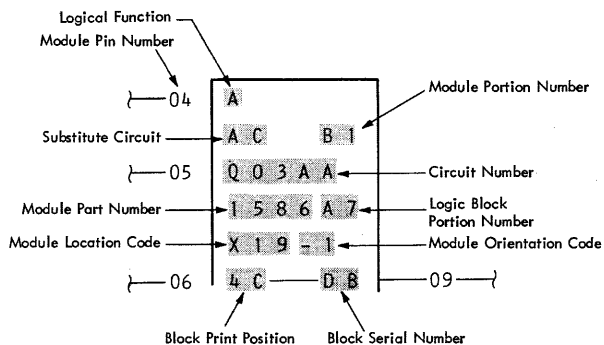 Logical Function
Module Pin Number
04 A
Module Portion Number
Substitute Circuit A C B 1
05 Q 0 3 A A Circuit Number
Module Part Number 1 5 8 6 A 7 Logic Block
Portion Number
Module Location Code X 1 9 - 1 Module Orientation Code
06 4 C D B 09
Block Print Position Block Serial Number